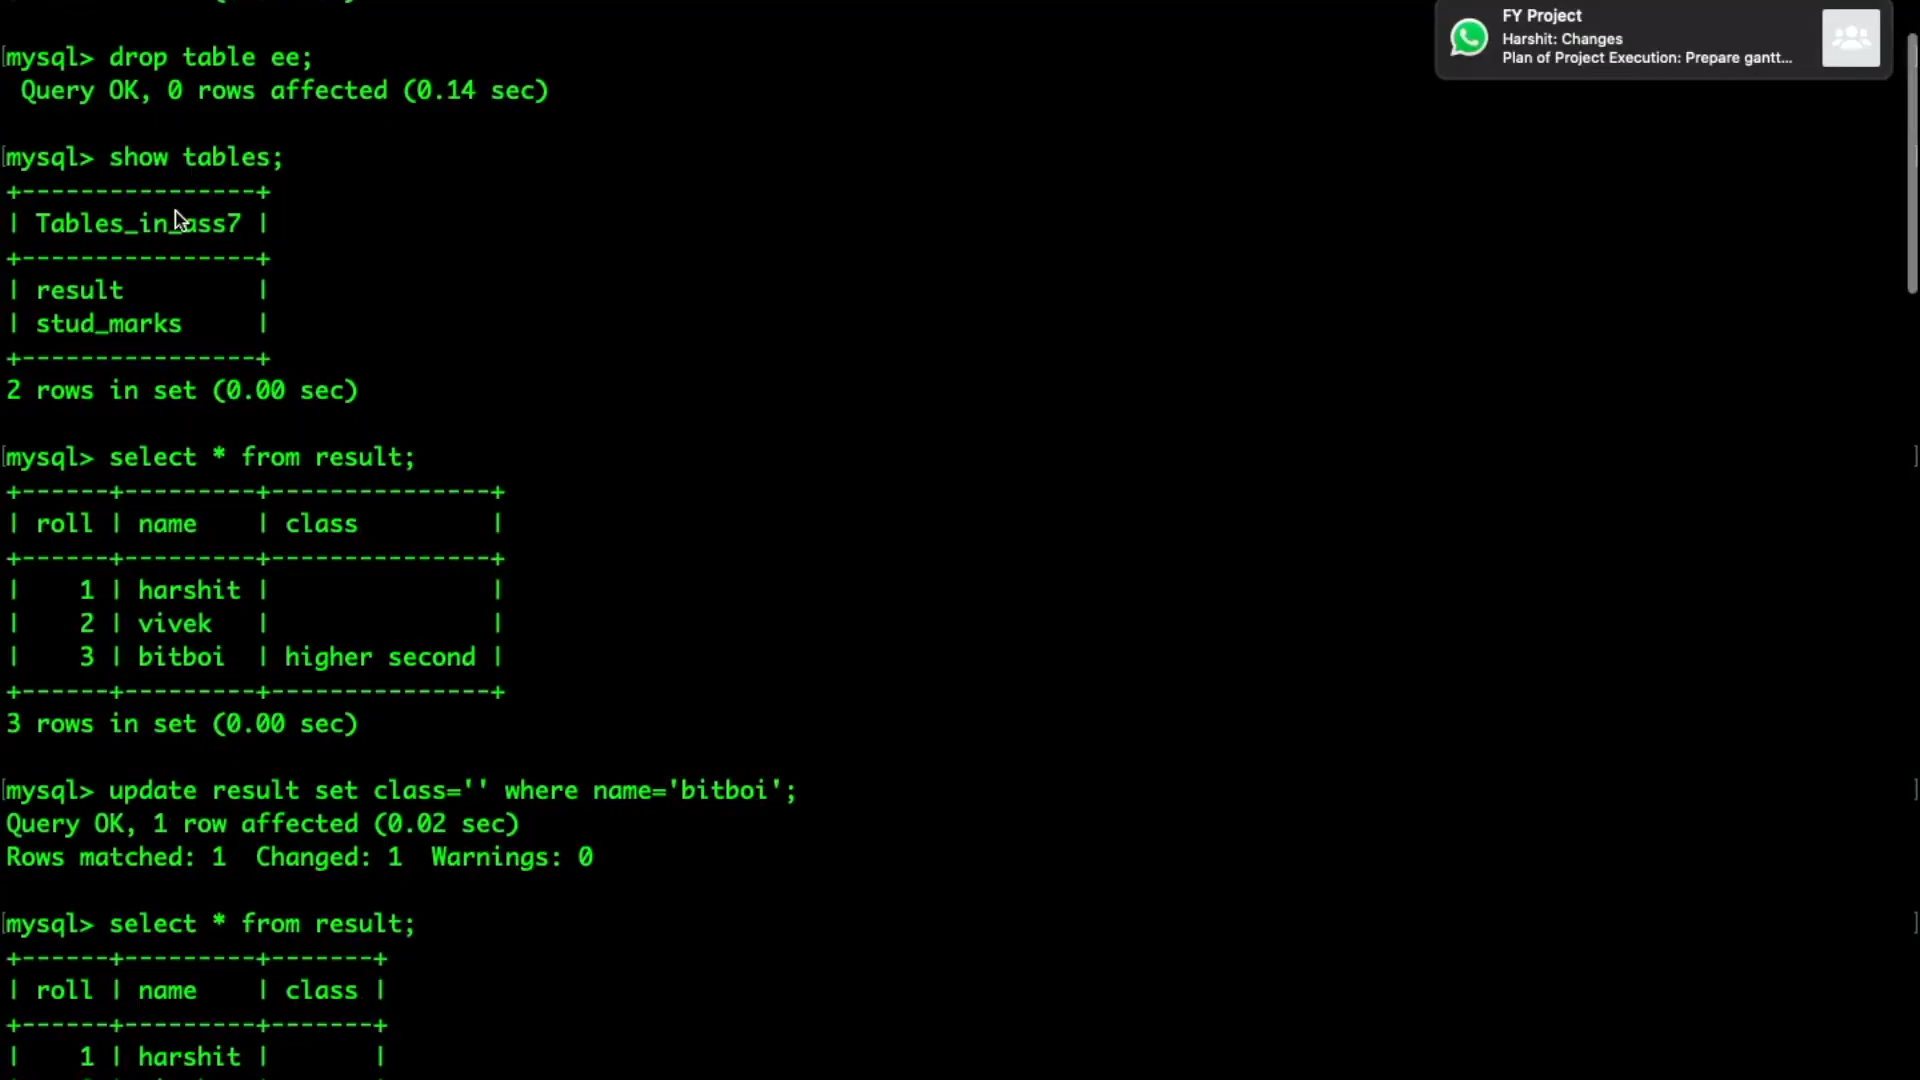 mysql> drop table ee;
Query OK, 0 rows affected (0.14 sec)
mysql> show tables;
+----------------+
| Tables_in_ass7 |
+----------------+
| result         |
| stud_marks     |
+----------------+
2 rows in set (0.00 sec)
mysql> select * from result;
+------+---------+---------------+
| roll | name    | class         |
+------+---------+---------------+
|    1 | harshit |               |
|    2 | vivek   |               |
|    3 | bitboi  | higher second |
+------+---------+---------------+
3 rows in set (0.00 sec)
mysql> update result set class='' where name='bitboi';
Query OK, 1 row affected (0.02 sec)
Rows matched: 1  Changed: 1  Warnings: 0
mysql> select * from result;
+------+---------+-------+
| roll | name    | class |
+------+---------+-------+
|    1 | harshit |       |
FY Project
Harshit: Changes
Plan of Project Execution: Prepare gantt...